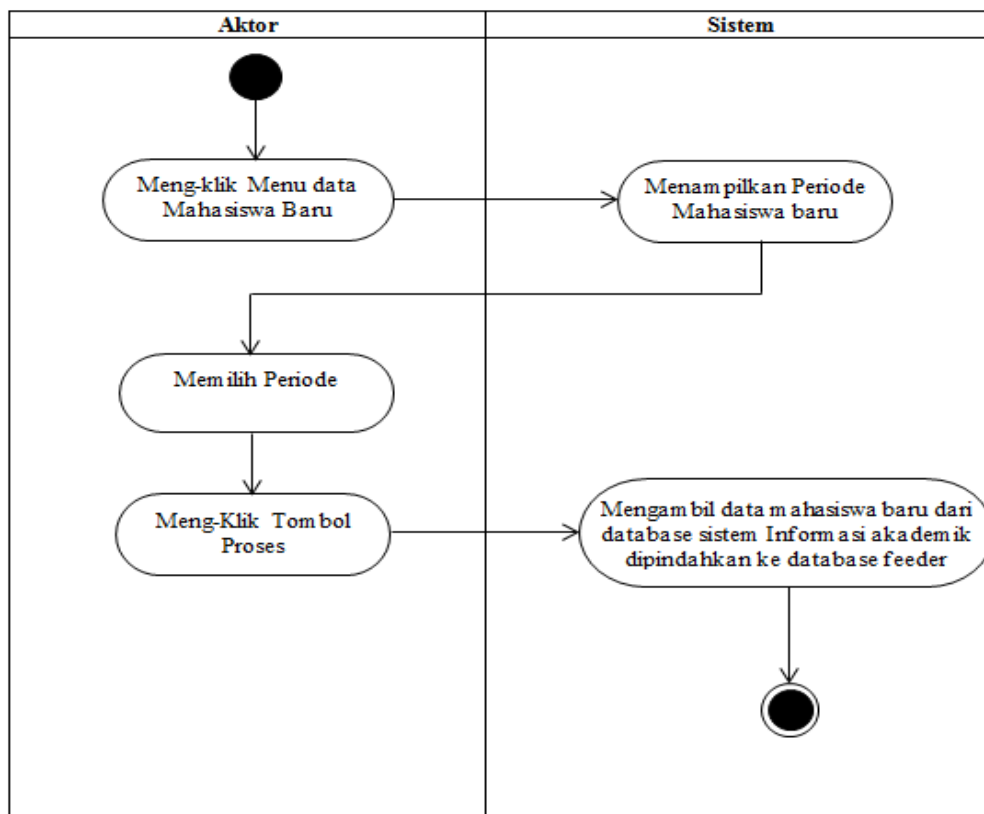 Aktor
Sistem
Meng-klik Menu data
Mahasiswa Baru
Menampilkan Periode
Mahasiswa baru
Memilih Periode
Meng-Klik Tombol
Proses
Mengambil data mahasiswa baru dari
database sistem Informasi akademik
dipindahkan ke database feeder